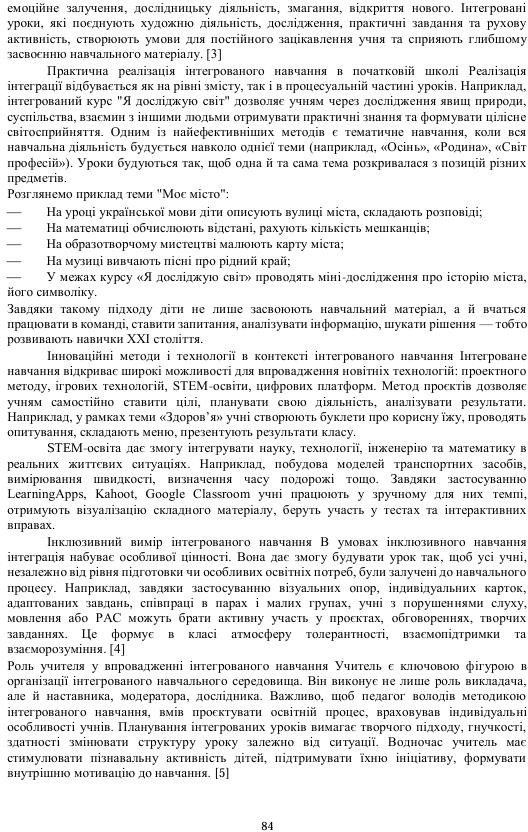 емоційне залучення, дослідницьку діяльність, змагання, відкриття нового. Інтегровані
уроки, які поєднують художню діяльність, дослідження, практичні завдання та рухову
активність, створюють умови для постійного зацікавлення учня та сприяють глибшому
засвоєнню навчального матеріалу. [3]
Практична реалізація інтегрованого навчання в початковій школі Реалізація
інтеграції відбувається як на рівні змісту, так і в процесуальній частині уроків. Наприклад,
інтегрований курс "Я досліджую світ" дозволяє учням через дослідження явищ природи,
суспільства, взаємин з іншими людьми отримувати практичні знання та формувати цілісне
світосприйняття. Одним із найефективніших методів є тематичне навчання, коли вся
навчальна діяльність будується навколо однієї теми (наприклад, «Осінь», «Родина», «Світ
професій»). Уроки будуються так, щоб одна й та сама тема розкривалася з позицій різних
предметів.
Розглянемо приклад теми "Моє місто":
— На уроці української мови діти описують вулиці міста, складають розповіді;
— На математиці обчислюють відстані, рахують кількість мешканців;
— На образотворчому мистецтві малюють карту міста;
— На музиці вивчають пісні про рідний край;
— У межах курсу «Я досліджую світ» проводять міні-дослідження про історію міста,
його символіку.
Завдяки такому підходу діти не лише засвоюють навчальний матеріал, а й вчаться
працювати в команді, ставити запитання, аналізувати інформацію, шукати рішення — тобто
розвивають навички XXI століття.
Інноваційні методи і технології в контексті інтегрованого навчання Інтегроване
навчання відкриває широкі можливості для впровадження новітніх технологій: проектного
методу, ігрових технологій, STEM-освіти, цифрових платформ. Метод проєктів дозволяє
учням самостійно ставити цілі, планувати свою діяльність, аналізувати результати.
Наприклад, у рамках теми «Здоров’я» учні створюють буклети про корисну їжу, проводять
опитування, складають меню, презентують результати класу.
STEM-освіта дає змогу інтегрувати науку, технології, інженерію та математику в
реальних життєвих ситуаціях. Наприклад, побудова моделей транспортних засобів,
вимірювання швидкості, визначення часу подорожі тощо. Завдяки застосуванню
LearningApps, Kahoot, Google Classroom учні працюють у зручному для них темпі,
отримують візуалізацію складного матеріалу, беруть участь у тестах та інтерактивних
вправах.
Інклюзивний вимір інтегрованого навчання В умовах інклюзивного навчання
інтеграція набуває особливої цінності. Вона дає змогу будувати урок так, щоб усі учні,
незалежно від рівня підготовки чи особливих освітніх потреб, були залучені до навчального
процесу. Наприклад, завдяки застосуванню візуальних опор, індивідуальних карток,
адаптованих завдань, співпраці в парах і малих групах, учні з порушеннями слуху,
мовлення або РАС можуть брати активну участь у проєктах, обговореннях, творчих
завданнях. Це формує в класі атмосферу толерантності, взаємопідтримки та
взаєморозуміння. [4]
Роль учителя у впровадженні інтегрованого навчання Учитель є ключовою фігурою в
організації інтегрованого навчального середовища. Він виконує не лише роль викладача,
але й наставника, модератора, дослідника. Важливо, щоб педагог володів методикою
інтегрованого навчання, вмів проєктувати освітній процес, враховував індивідуальні
особливості учнів. Планування інтегрованих уроків вимагає творчого підходу, гнучкості,
здатності змінювати структуру уроку залежно від ситуації. Водночас учитель має
стимулювати пізнавальну активність дітей, підтримувати їхню ініціативу, формувати
внутрішню мотивацію до навчання. [5]
84